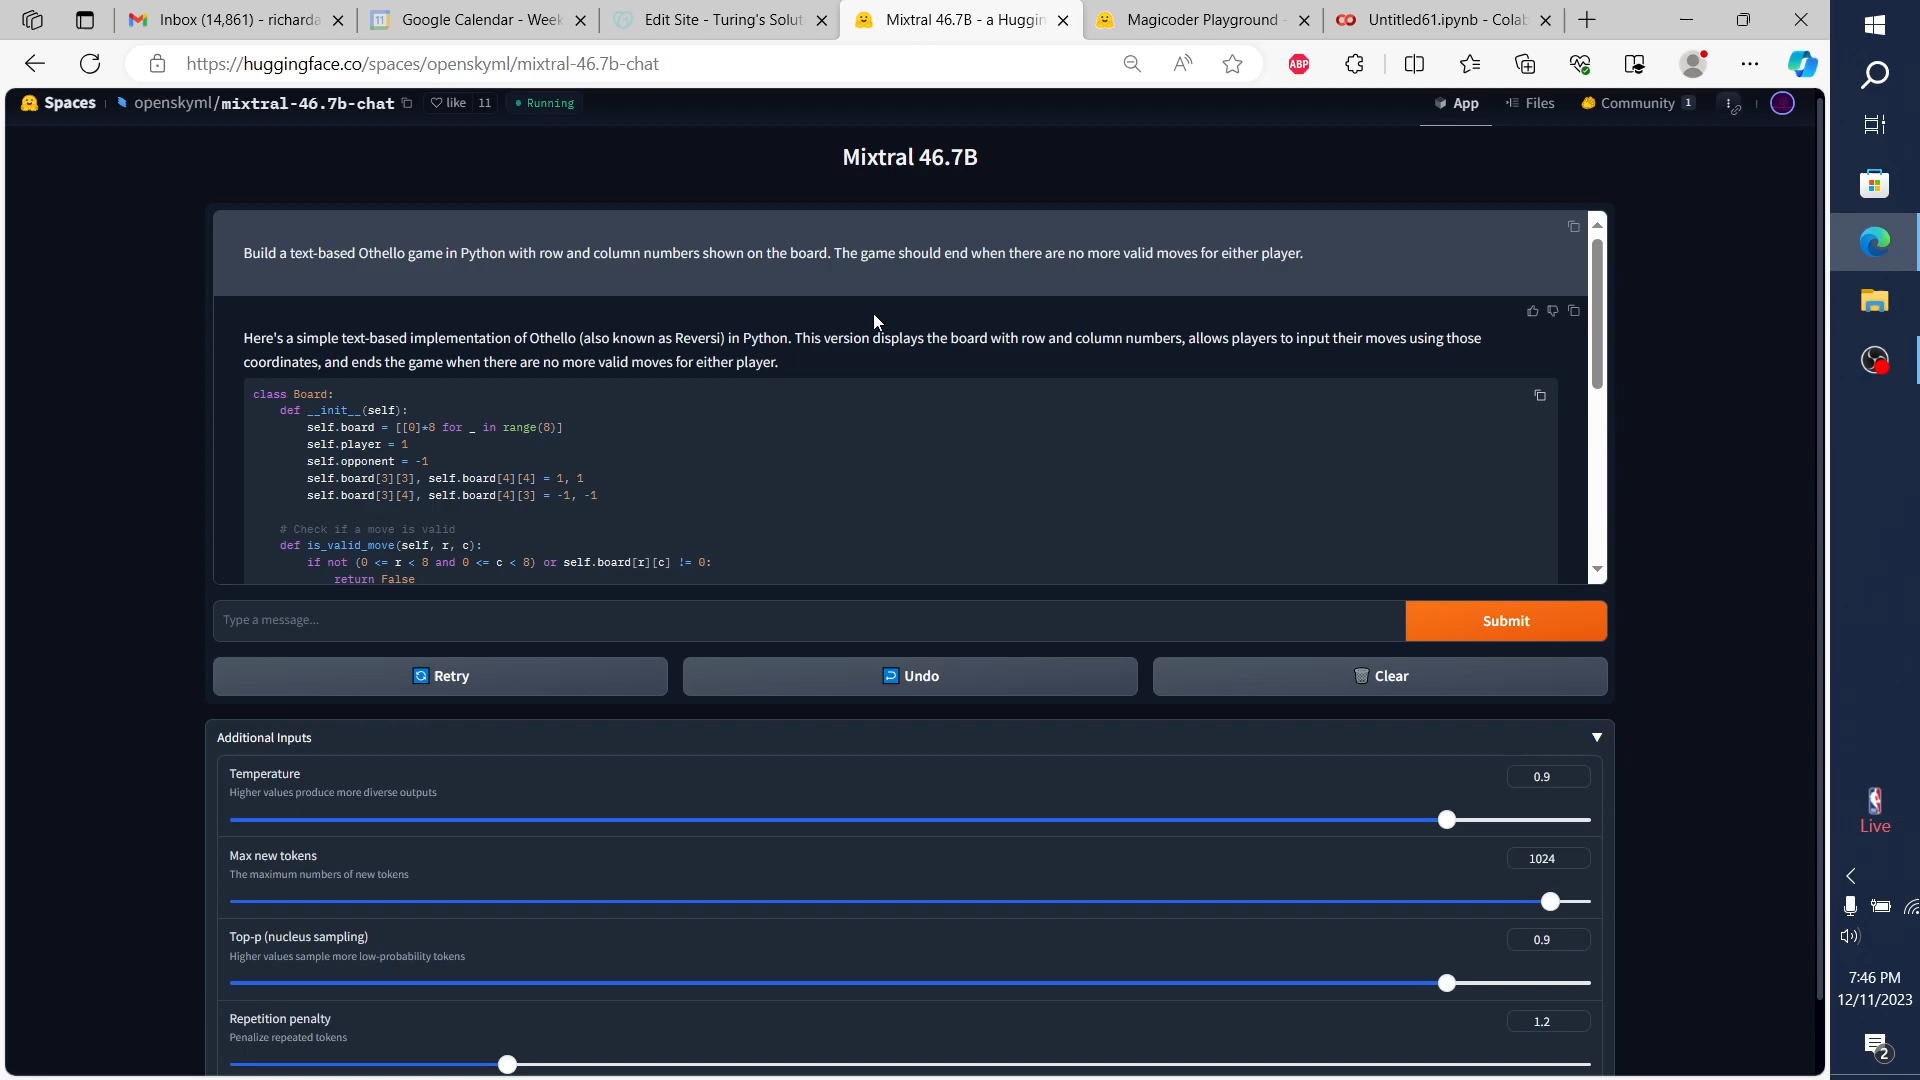 Inbox (14,861) - richarda
Google Calendar - Week
Edit Site - Turing's Solut
Mixtral 46.7B - a Huggin
Magicoder Playground -
Untitled61.ipynb - Colab
https://huggingface.co/spaces/openskyml/mixtral-46.7b-chat
ABP
Spaces
openskyml/mixtral-46.7b-chat
like 11
Running
App
Files
Community 1
Mixtral 46.7B
Build a text-based Othello game in Python with row and column numbers shown on the board. The game should end when there are no more valid moves for either player.
Here's a simple text-based implementation of Othello (also known as Reversi) in Python. This version displays the board with row and column numbers, allows players to input their moves using those
coordinates, and ends the game when there are no more valid moves for either player.
class Board:
def __init__(self):
self.board = [[0]*8 for _ in range(8)]
self.player = 1
self.opponent = -1
self.board[3][3], self.board[4][4] = 1, 1
self.board[3][4], self.board[4][3] = -1, -1
# Check if a move is valid
def is_valid_move(self, r, c):
if not (0 <= r < 8 and 0 <= c < 8) or self.board[r][c] != 0:
return False
Type a message...
Submit
Retry
Undo
Clear
Additional Inputs
Temperature
0.9
Higher values produce more diverse outputs
Max new tokens
1024
The maximum numbers of new tokens
Top-p (nucleus sampling)
0.9
Higher values sample more low-probability tokens
Repetition penalty
1.2
Penalize repeated tokens
Live
7:46 PM
12/11/2023
2